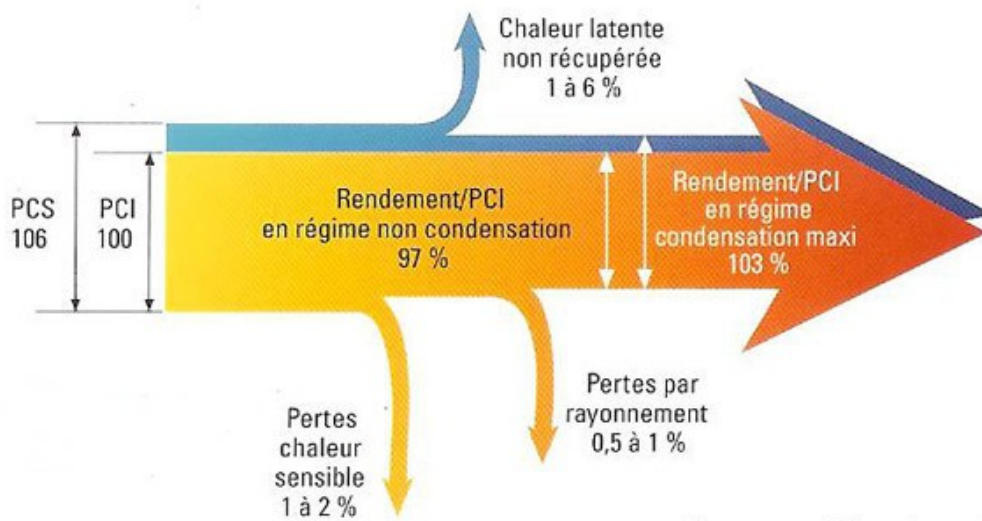 Chaleur latente
non récupérée
1 à 6 %
PCS
106
PCI
100
Rendement/PCI
en régime non condensation
97 %
Rendement/PCI
en régime
condensation maxi
103 %
Pertes
chaleur
sensible
1 à 2 %
Pertes par
rayonnement
0,5 à 1 %